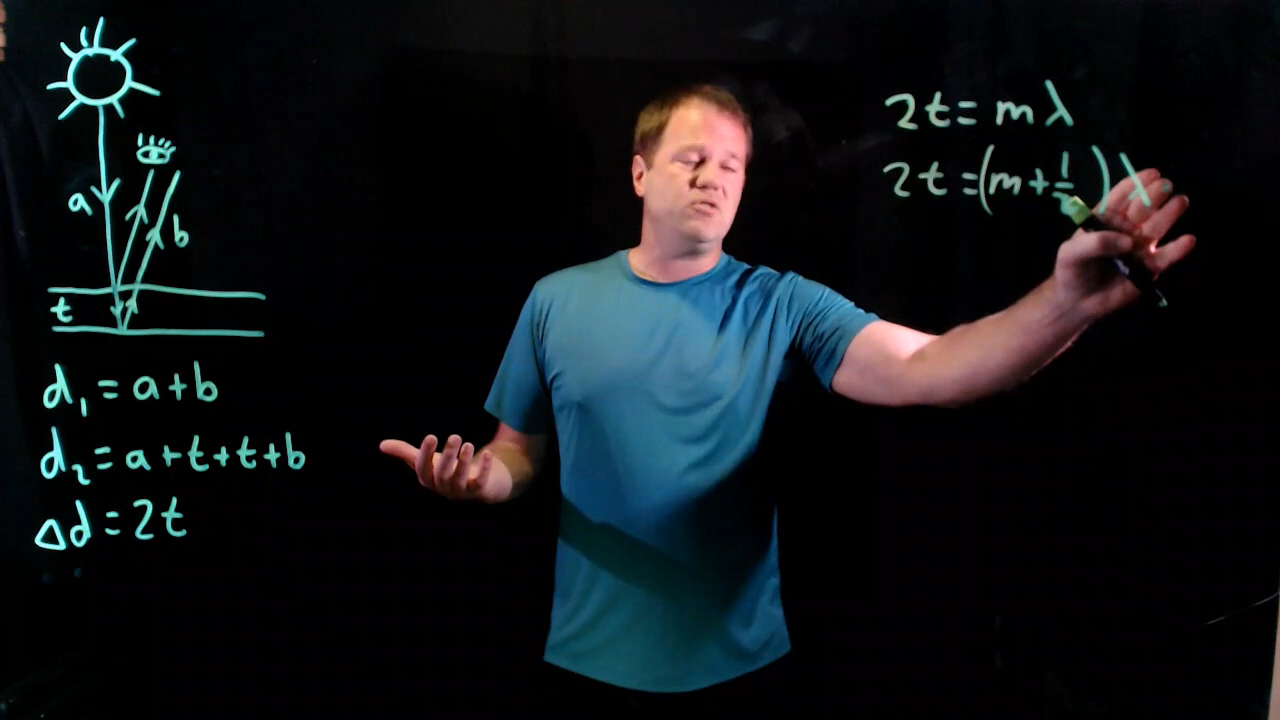 a
b
t
d₁ = a + b
d₂ = a + t + t + b
Δd = 2t
2t = mλ
2t = (m + 1/2) λ